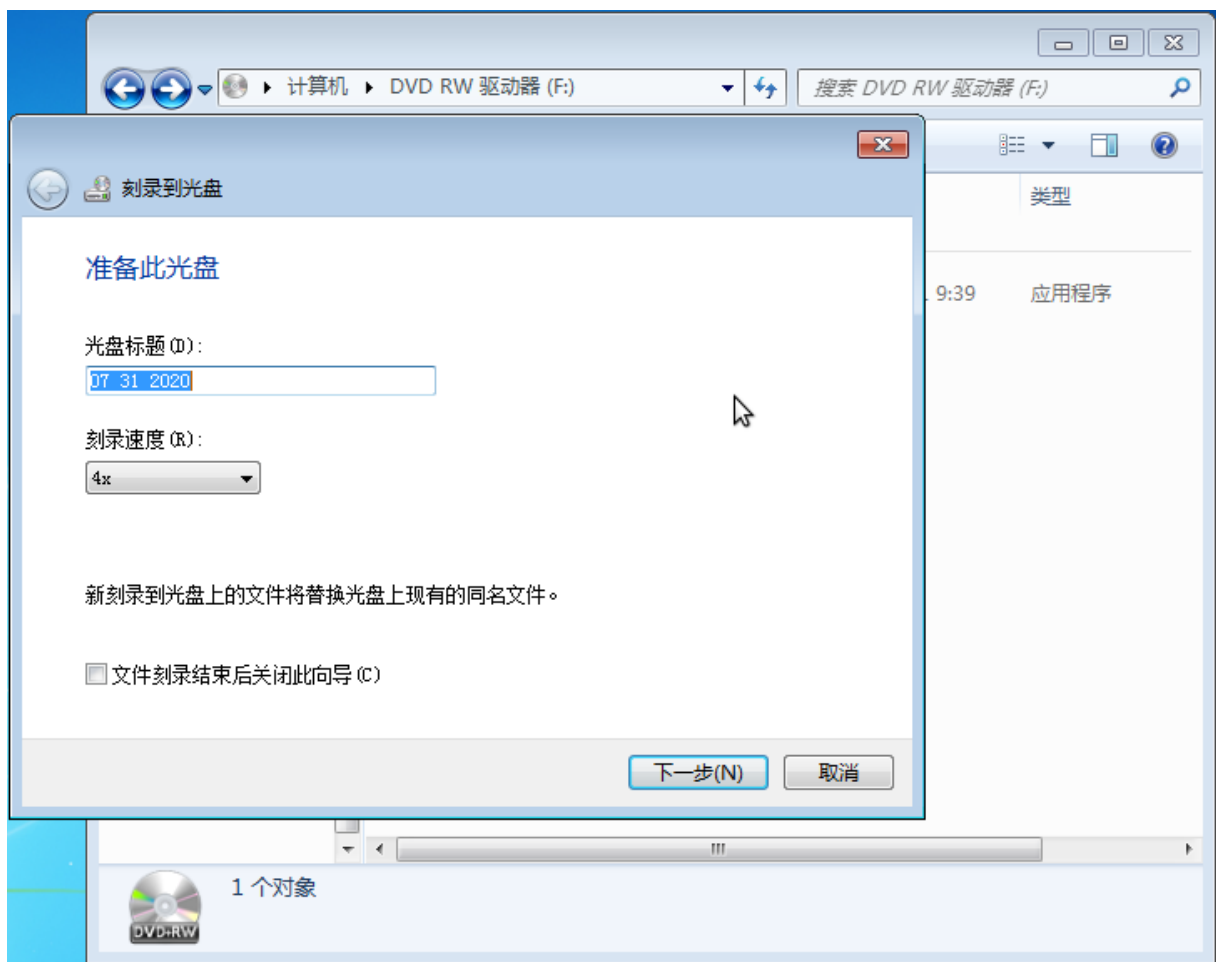 计算机 ▸ DVD RW 驱动器 (F:)
搜索 DVD RW 驱动器 (F:)
刻录到光盘
类型
准备此光盘
9:39 应用程序
光盘标题(D):
07 31 2020
刻录速度(R):
4x
新刻录到光盘上的文件将替换光盘上现有的同名文件。
文件刻录结束后关闭此向导(C)
下一步(N) 取消
1 个对象
DVD+RW